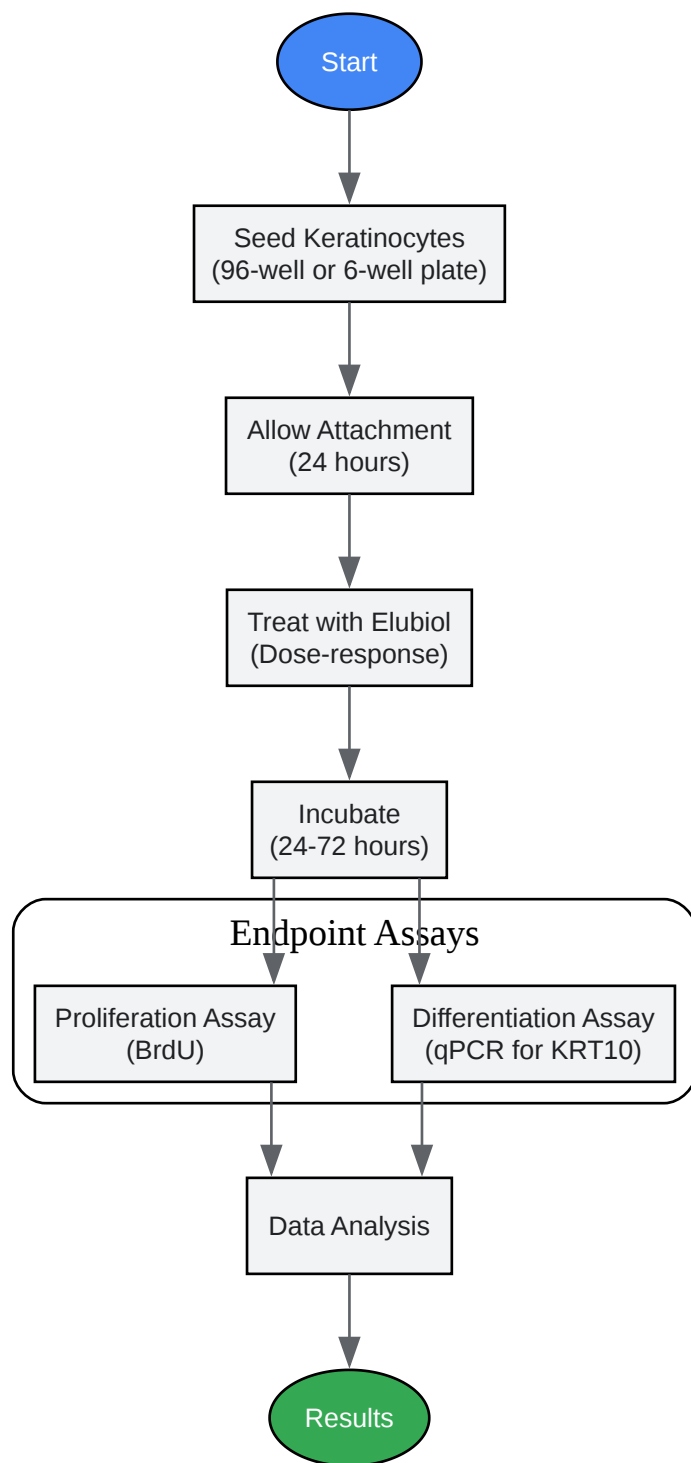 Start
Seed Keratinocytes
(96-well or 6-well plate)
Allow Attachment
(24 hours)
Treat with Elubiol
(Dose-response)
Incubate
(24-72 hours)
Endpoint Assays
Proliferation Assay
(BrdU)
Differentiation Assay
(qPCR for KRT10)
Data Analysis
Results